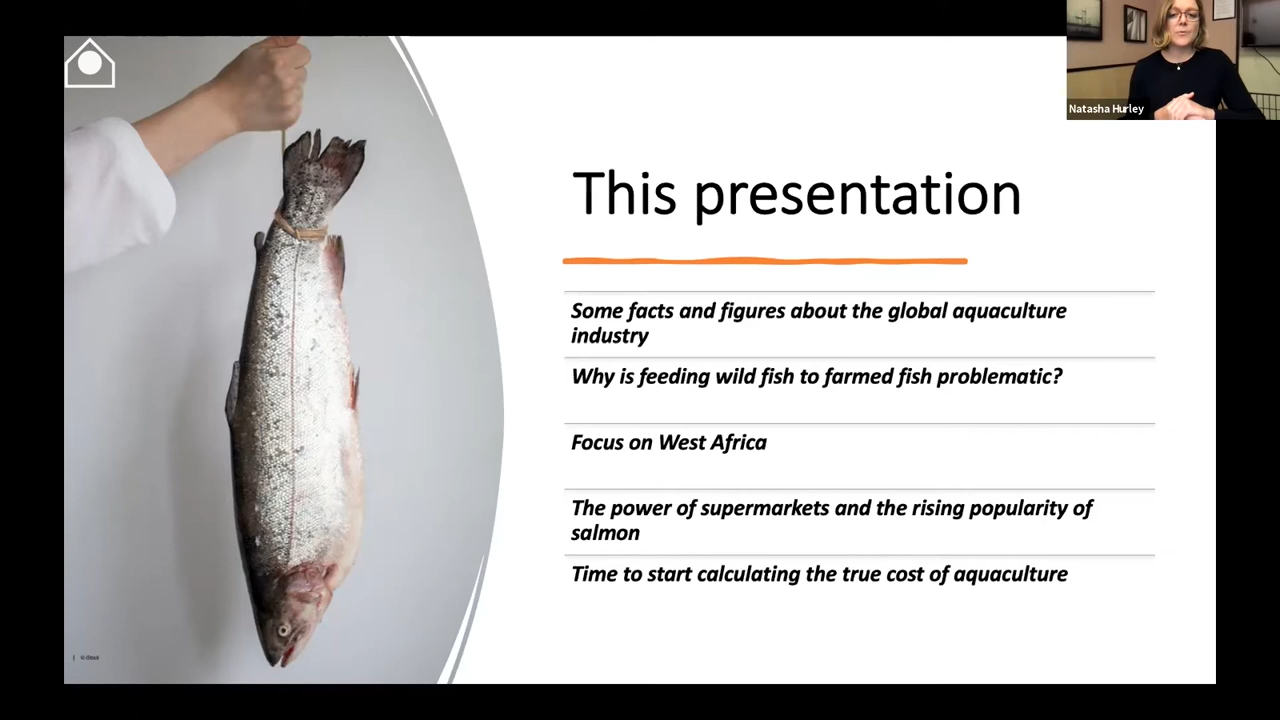 Natasha Hurley
This presentation
Some facts and figures about the global aquaculture
industry
Why is feeding wild fish to farmed fish problematic?
Focus on West Africa
The power of supermarkets and the rising popularity of
salmon
Time to start calculating the true cost of aquaculture